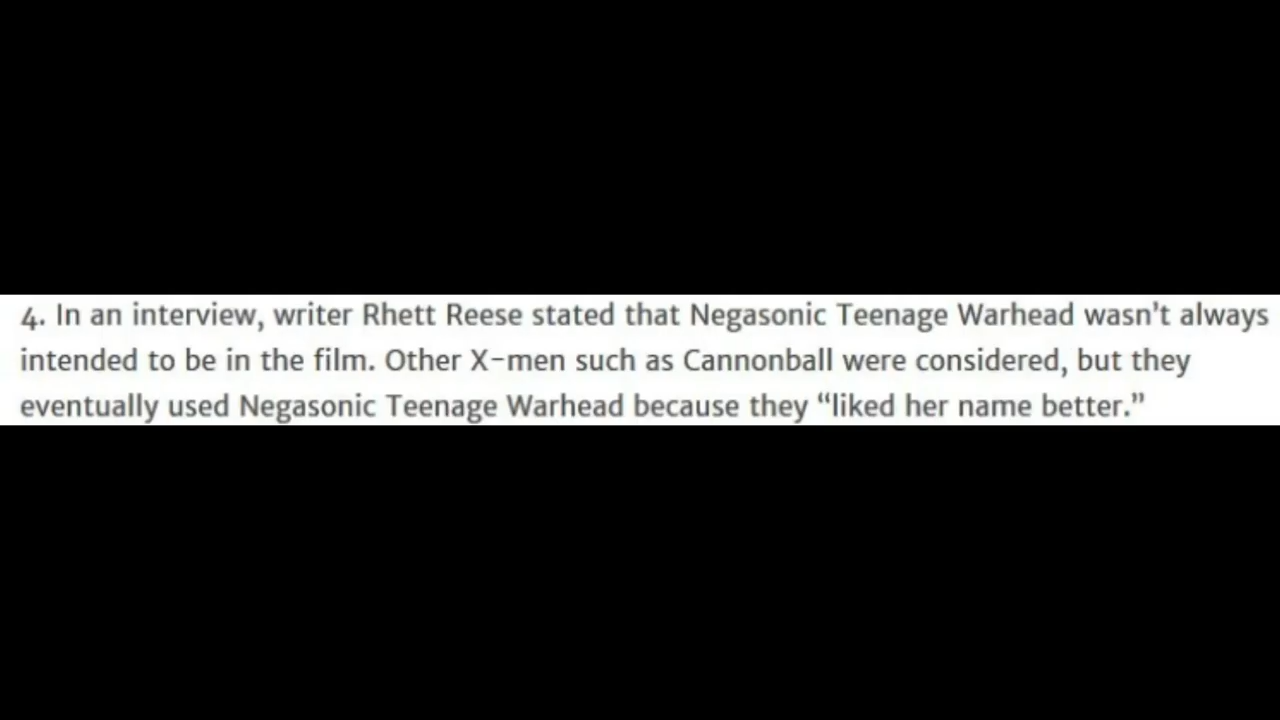 4. In an interview, writer Rhett Reese stated that Negasonic Teenage Warhead wasn’t always
intended to be in the film. Other X-men such as Cannonball were considered, but they
eventually used Negasonic Teenage Warhead because they “liked her name better.”